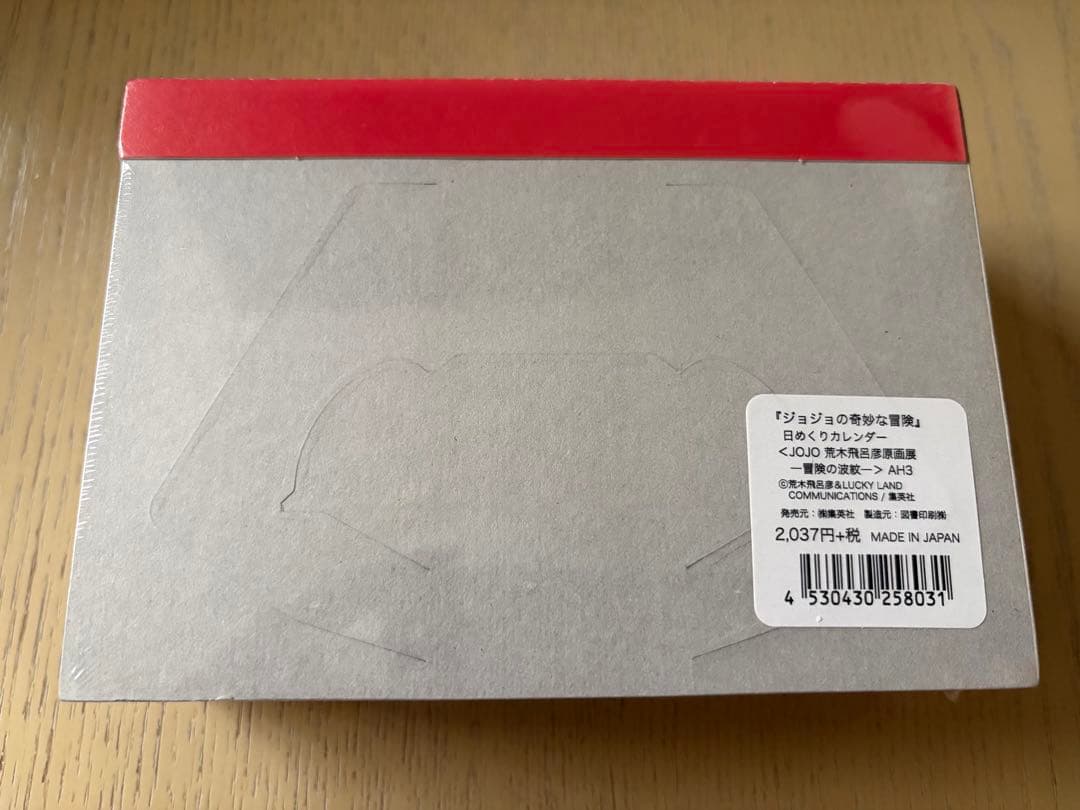 『ジョジョの奇妙な冒険』
日めくりカレンダー
<JOJO 荒木飛呂彦原画展
―冒険の波紋―> AH3
©荒木飛呂彦&LUCKY LAND
COMMUNICATIONS / 集英社
発売元:㈱集英社 製造元:図書印刷㈱
2,037円+税 MADE IN JAPAN
4 530430 258031